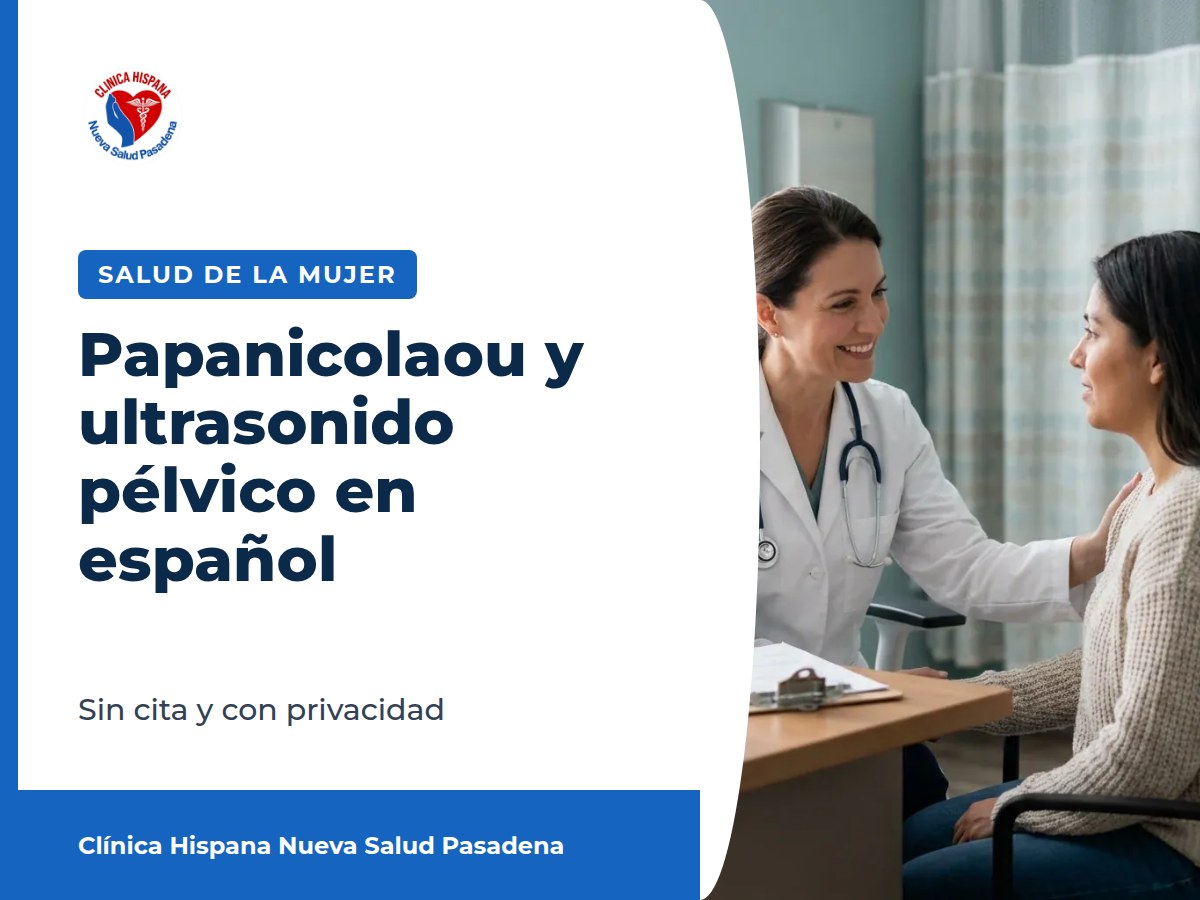 CLINICA HISPANA
Nueva Salud Pasadena
SALUD DE LA MUJER
Papanicolaou y
ultrasonido
pélvico en
español
Sin cita y con privacidad
Clínica Hispana Nueva Salud Pasadena